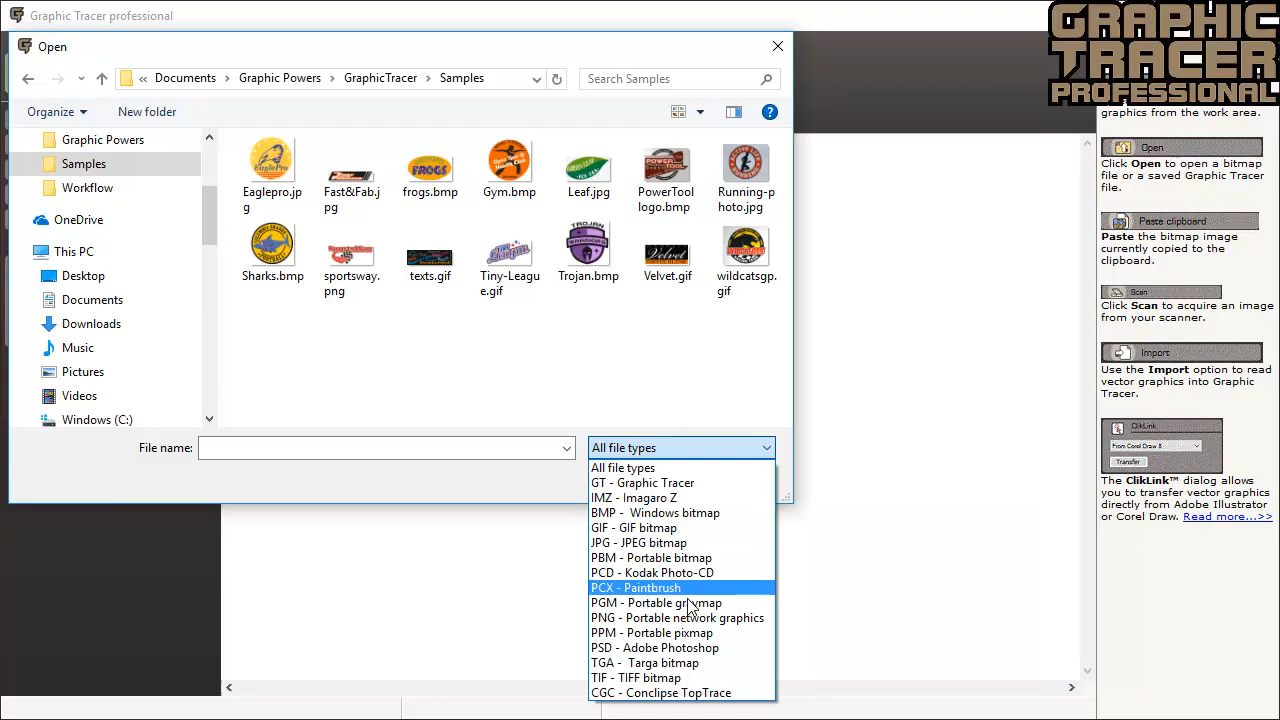 Graphic Tracer professional
GRAPHIC
TRACER
PROFESSIONAL
Open
« Documents > Graphic Powers > GraphicTracer > Samples
Search Samples
Organize
New folder
?
Graphic Powers
Samples
Workflow
OneDrive
This PC
Desktop
Documents
Downloads
Music
Pictures
Videos
Windows (C:)
Eaglepro.jp
g
Fast&Fab.j
pg
frogs.bmp
Gym.bmp
Leaf.jpg
PowerTool
logo.bmp
Running-p
hoto.jpg
Sharks.bmp
sportsway.
png
texts.gif
Tiny-Leagu
e.gif
Trojan.bmp
Velvet.gif
wildcatsgp.
gif
File name:
All file types
All file types
GT - Graphic Tracer
IMZ - Imagaro Z
BMP - Windows bitmap
GIF - GIF bitmap
JPG - JPEG bitmap
PBM - Portable bitmap
PCD - Kodak Photo-CD
PCX - Paintbrush
PGM - Portable graymap
PNG - Portable network graphics
PPM - Portable pixmap
PSD - Adobe Photoshop
TGA - Targa bitmap
TIF - TIFF bitmap
CGC - Conclipse TopTrace
graphics from the work area.
Open
Click Open to open a bitmap
file or a saved Graphic Tracer
file.
Paste clipboard
Paste the bitmap image
currently copied to the
clipboard.
Scan
Click Scan to acquire an image
from your scanner.
Import
Use the Import option to read
vector graphics into Graphic
Tracer.
ClikLink
From Corel Draw 8
Transfer
The ClikLink™ dialog allows
you to transfer vector graphics
directly from Adobe Illustrator
or Corel Draw. Read more...>>